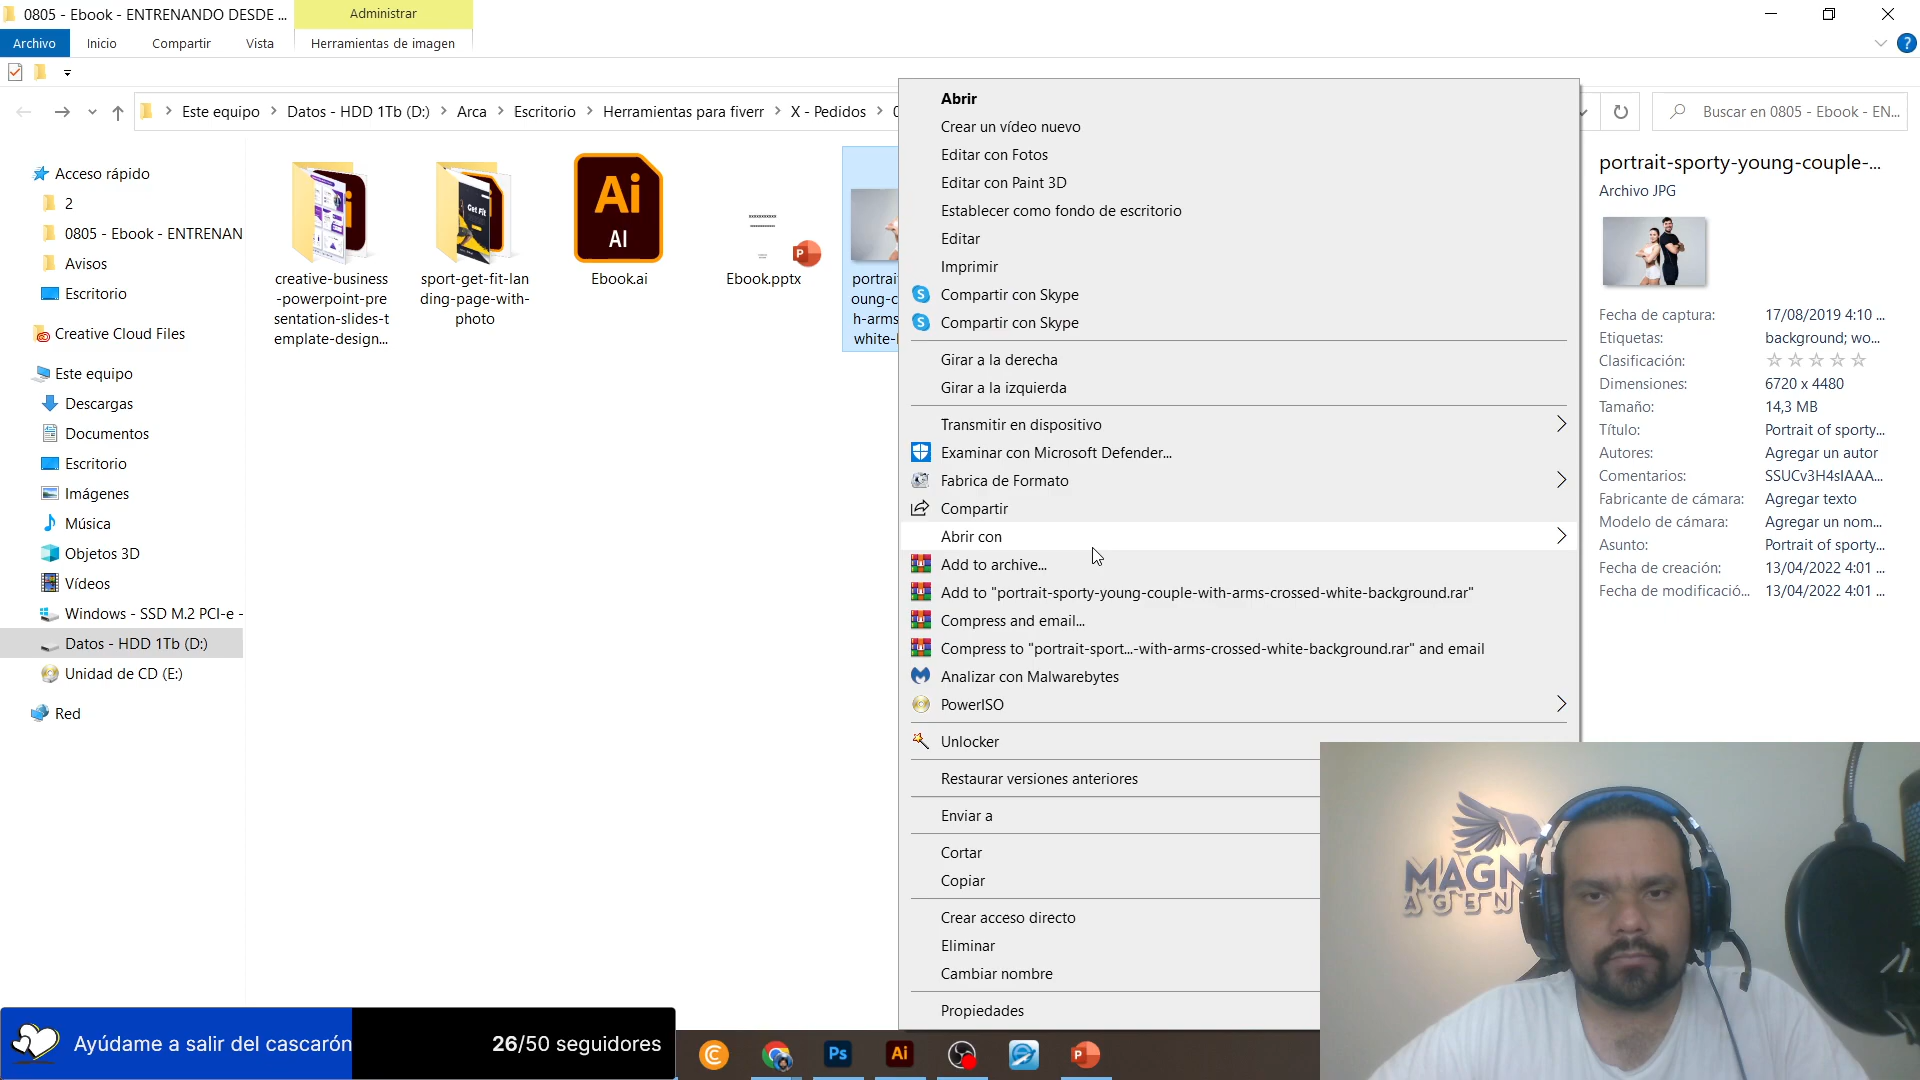 0805 - Ebook - ENTRENANDO DESDE ...
Administrar
Archivo
Inicio
Compartir
Vista
Herramientas de imagen
Este equipo
Datos - HDD 1Tb (D:)
Arca
Escritorio
Herramientas para fiverr
X - Pedidos
Buscar en 0805 - Ebook - EN...
Acceso rápido
2
0805 - Ebook - ENTRENAN
Avisos
Escritorio
Creative Cloud Files
Este equipo
Descargas
Documentos
Escritorio
Imágenes
Música
Objetos 3D
Vídeos
Windows - SSD M.2 PCI-e -
Datos - HDD 1Tb (D:)
Unidad de CD (E:)
Red
creative-business
-powerpoint-pre
sentation-slides-t
emplate-design...
Get Fit
sport-get-fit-lan
ding-page-with-
photo
Ai
AI
Ebook.ai
P
Ebook.pptx
portrai
oung-c
h-arms
white-
Abrir
Crear un vídeo nuevo
Editar con Fotos
Editar con Paint 3D
Establecer como fondo de escritorio
Editar
Imprimir
Compartir con Skype
Compartir con Skype
Girar a la derecha
Girar a la izquierda
Transmitir en dispositivo
Examinar con Microsoft Defender...
Fabrica de Formato
Compartir
Abrir con
Add to archive...
Add to "portrait-sporty-young-couple-with-arms-crossed-white-background.rar"
Compress and email...
Compress to "portrait-sport...-with-arms-crossed-white-background.rar" and email
Analizar con Malwarebytes
PowerISO
Unlocker
Restaurar versiones anteriores
Enviar a
Cortar
Copiar
Crear acceso directo
Eliminar
Cambiar nombre
Propiedades
portrait-sporty-young-couple-...
Archivo JPG
Fecha de captura: 17/08/2019 4:10 ...
Etiquetas: background; wo...
Clasificación:
Dimensiones: 6720 x 4480
Tamaño: 14,3 MB
Título: Portrait of sporty...
Autores: Agregar un autor
Comentarios: SSUCv3H4sIAAA...
Fabricante de cámara: Agregar texto
Modelo de cámara: Agregar un nom...
Asunto: Portrait of sporty...
Fecha de creación: 13/04/2022 4:01 ...
Fecha de modificació... 13/04/2022 4:01 ...
MAGN
AGEN
Ayúdame a salir del cascarón
26/50 seguidores
Ps
Ai
P